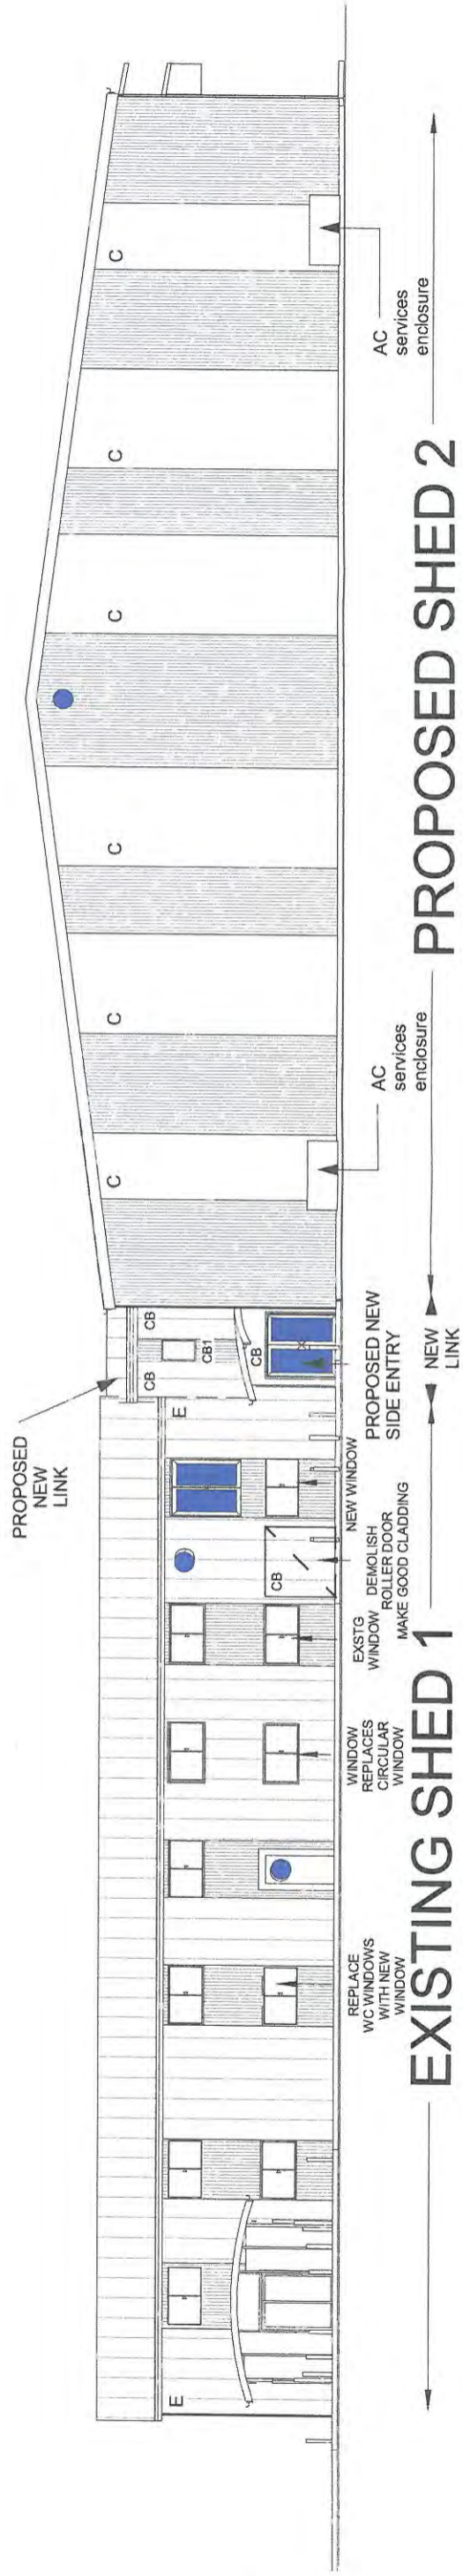 PROPOSED
NEW
LINK
E
E
CB
CB
CB1
CB
CB
C
C
C
C
C
C
REPLACE
WC WINDOWS
WITH NEW
WINDOW
WINDOW
REPLACES
CIRCULAR
WINDOW
EXSTG
WINDOW
DEMOLISH
ROLLER DOOR
MAKE GOOD CLADDING
NEW WINDOW
PROPOSED NEW
SIDE ENTRY
AC
services
enclosure
AC
services
enclosure
EXISTING SHED 1
NEW
LINK
PROPOSED SHED 2